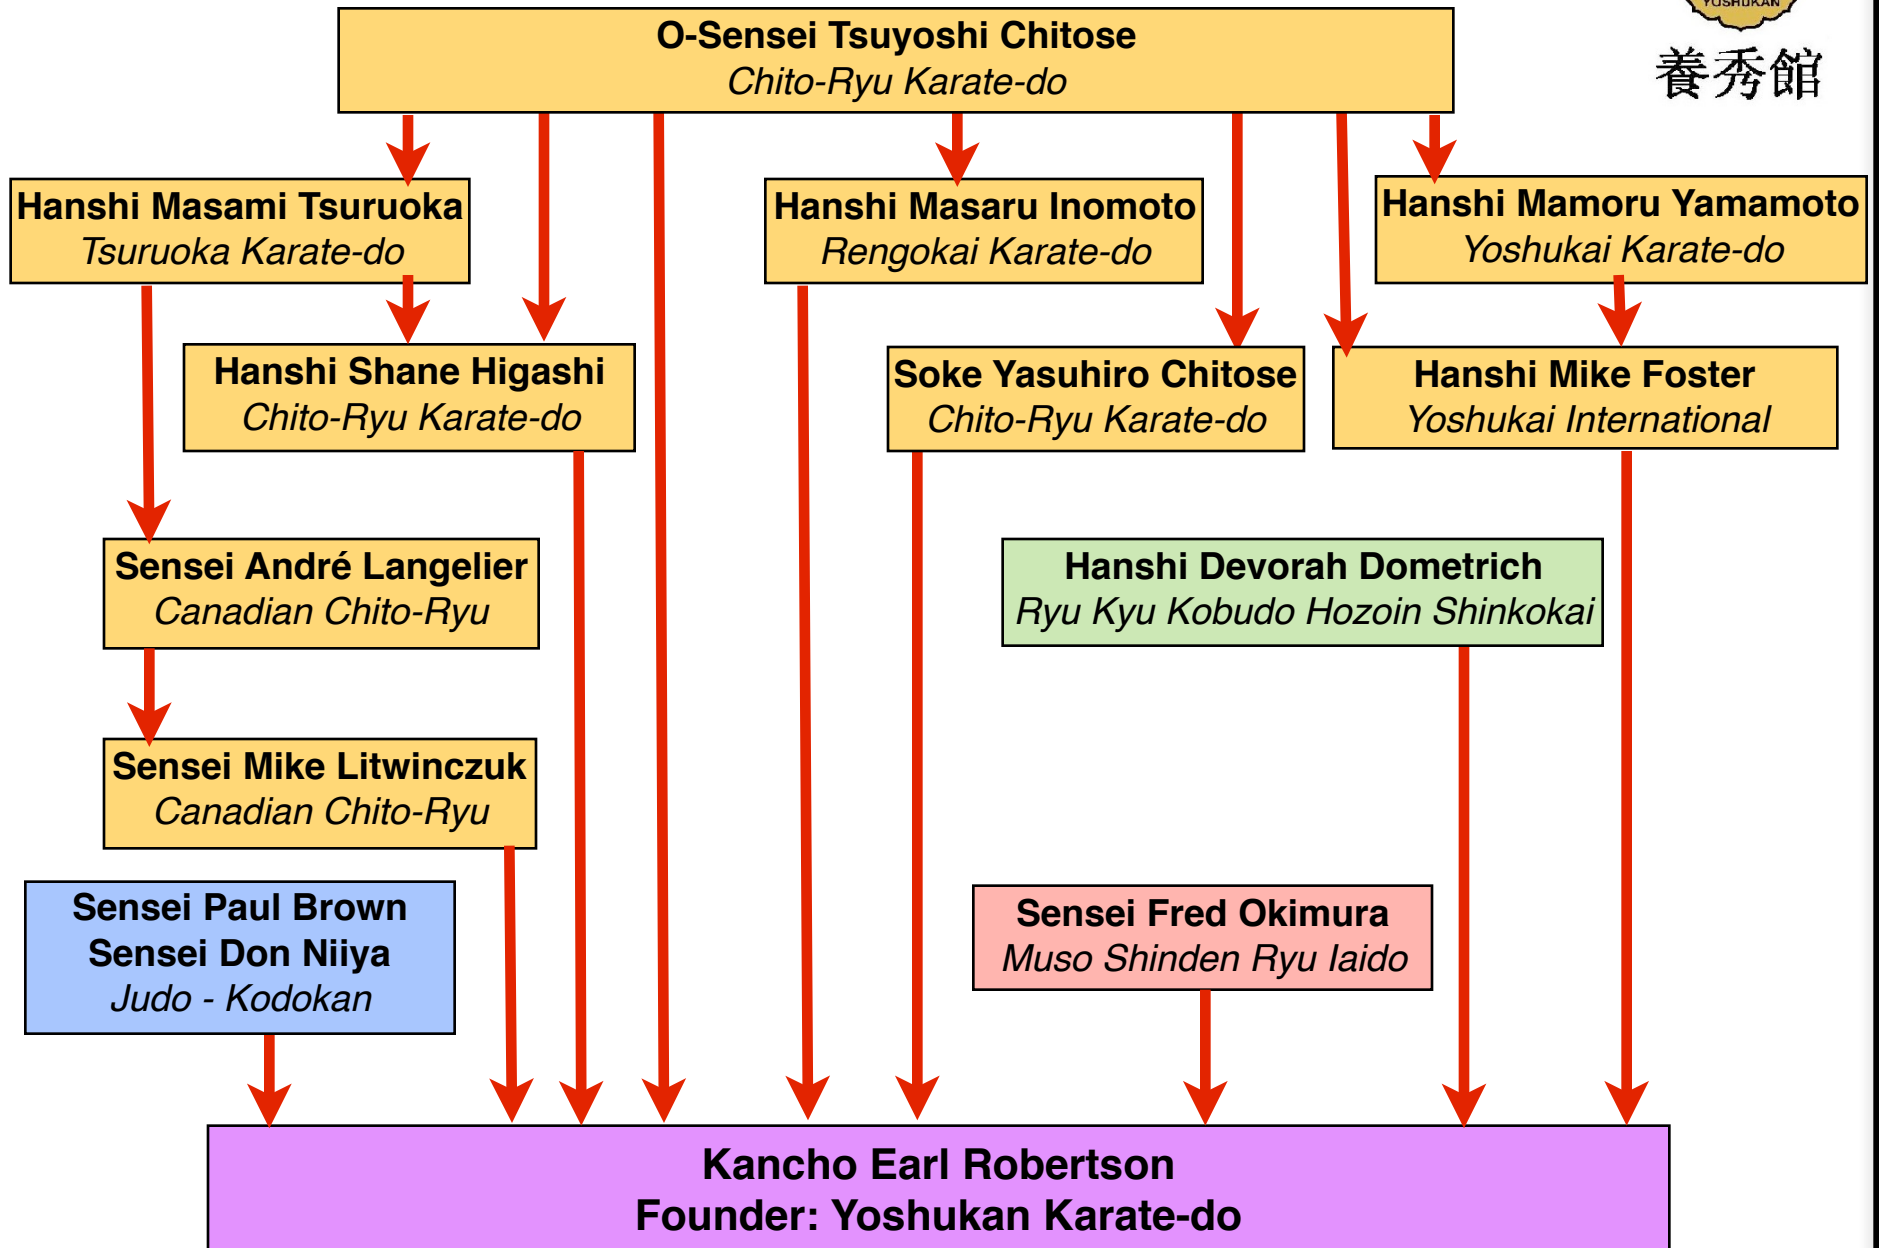 O-Sensei Tsuyoshi Chitose
Chito-Ryu Karate-do
YOSHUKAN
養秀館
Hanshi Masami Tsuruoka
Tsuruoka Karate-do
Hanshi Masaru Inomoto
Rengokai Karate-do
Hanshi Mamoru Yamamoto
Yoshukai Karate-do
Hanshi Shane Higashi
Chito-Ryu Karate-do
Soke Yasuhiro Chitose
Chito-Ryu Karate-do
Hanshi Mike Foster
Yoshukai International
Sensei André Langelier
Canadian Chito-Ryu
Hanshi Devorah Dometrich
Ryu Kyu Kobudo Hozoin Shinkokai
Sensei Mike Litwinczuk
Canadian Chito-Ryu
Sensei Paul Brown
Sensei Don Niiya
Judo - Kodokan
Sensei Fred Okimura
Muso Shinden Ryu Iaido
Kancho Earl Robertson
Founder: Yoshukan Karate-do